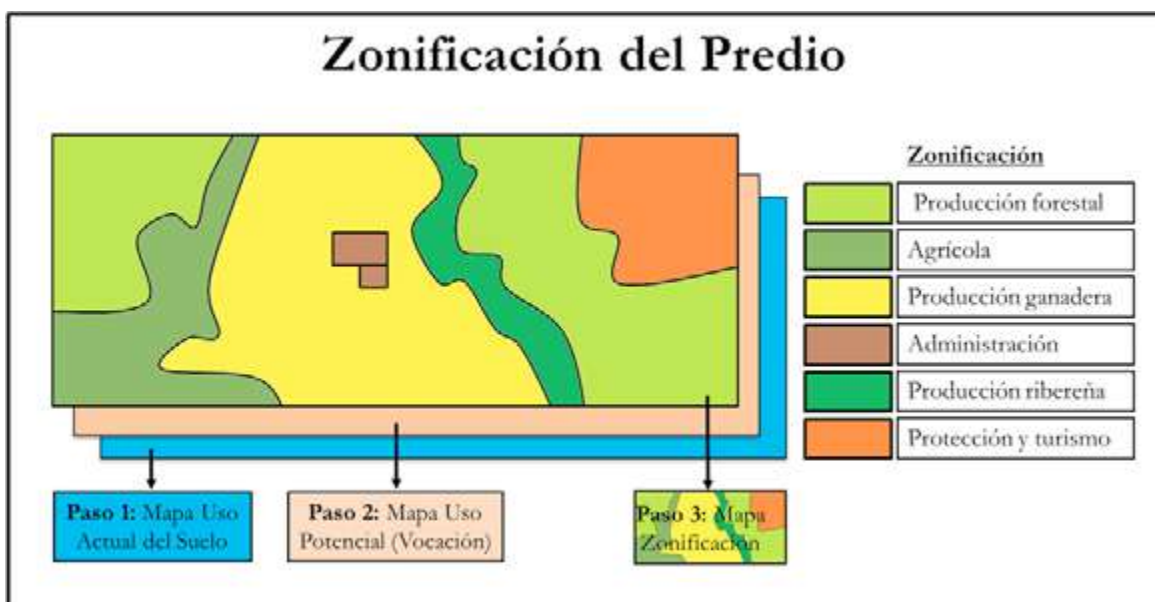 Zonificación del Predio
Zonificación
Producción forestal
Agrícola
Producción ganadera
Administración
Producción ribereña
Protección y turismo
Paso 1: Mapa Uso
Actual del Suelo
Paso 2: Mapa Uso
Potencial (Vocación)
Paso 3: Mapa
Zonificación